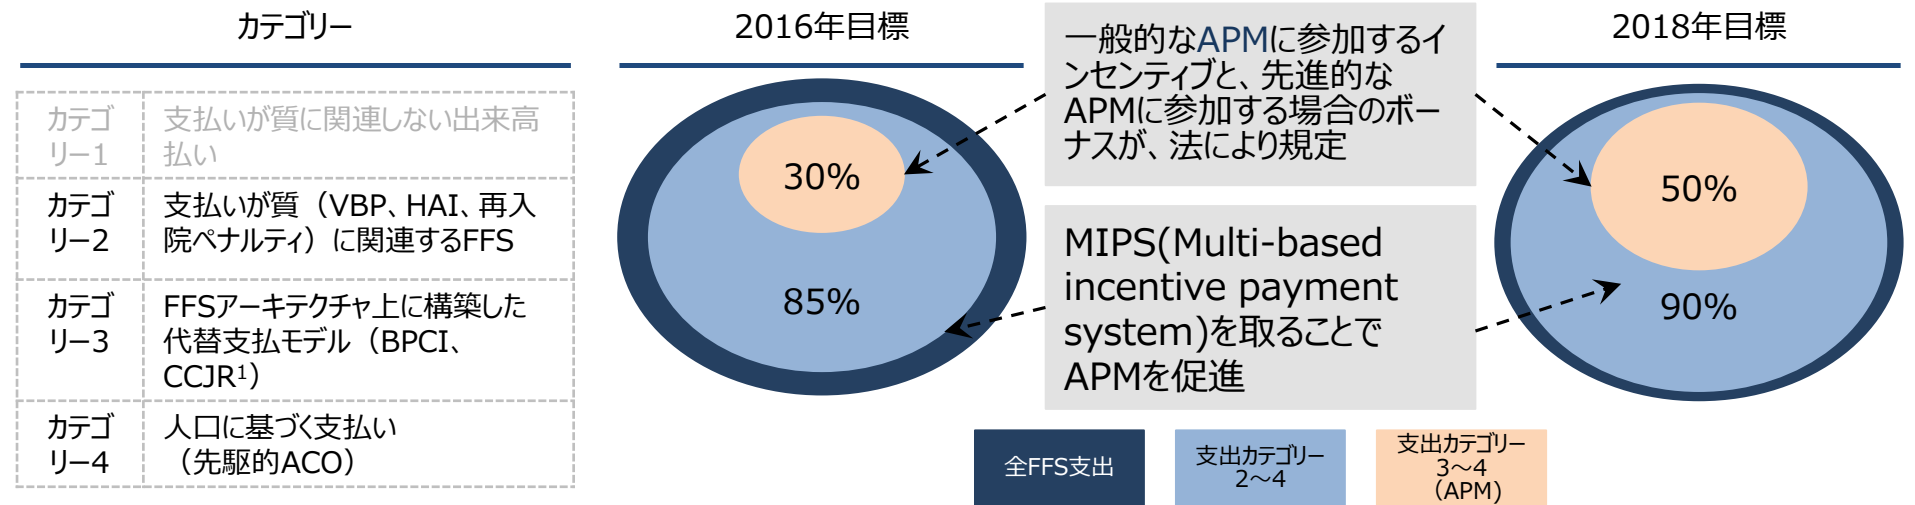 カテゴリー
カテゴ
リー1
支払いが質に関連しない出来高
払い
カテゴ
リー2
支払いが質（VBP、HAI、再入
院ペナルティ）に関連するFFS
カテゴ
リー3
FFSアーキテクチャ上に構築した
代替支払モデル（BPCI、
CCJR¹）
カテゴ
リー4
人口に基づく支払い
（先駆的ACO）
2016年目標
30%
85%
一般的なAPMに参加するイ
ンセンティブと、先進的な
APMに参加する場合のボー
ナスが、法により規定
MIPS(Multi-based
incentive payment
system)を取ることで
APMを促進
2018年目標
50%
90%
全FFS支出
支出カテゴリー
2～4
支出カテゴリー
3～4
（APM)